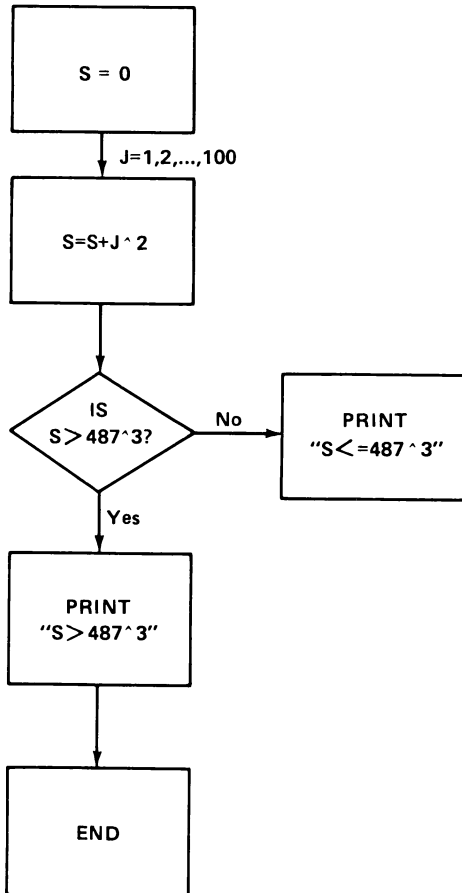 S = 0
J=1,2,...,100
S=S+J^2
IS
S>487^3?
No
PRINT
“S<=487^3”
Yes
PRINT
“S>487^3”
END